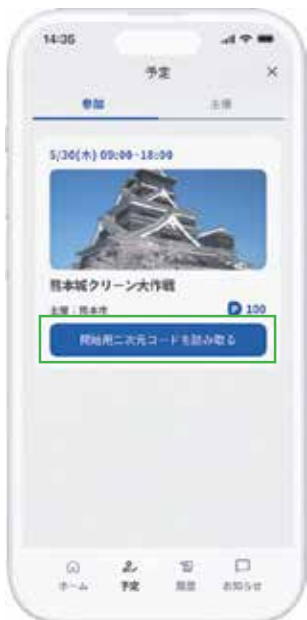 14:35
予定
×
参加
主催
5/30(木) 09:00-18:00
熊本城クリーン大作戦
主催：熊本市
P 100
開始用二次元コードを読み取る
ホーム
予定
履歴
お知らせ